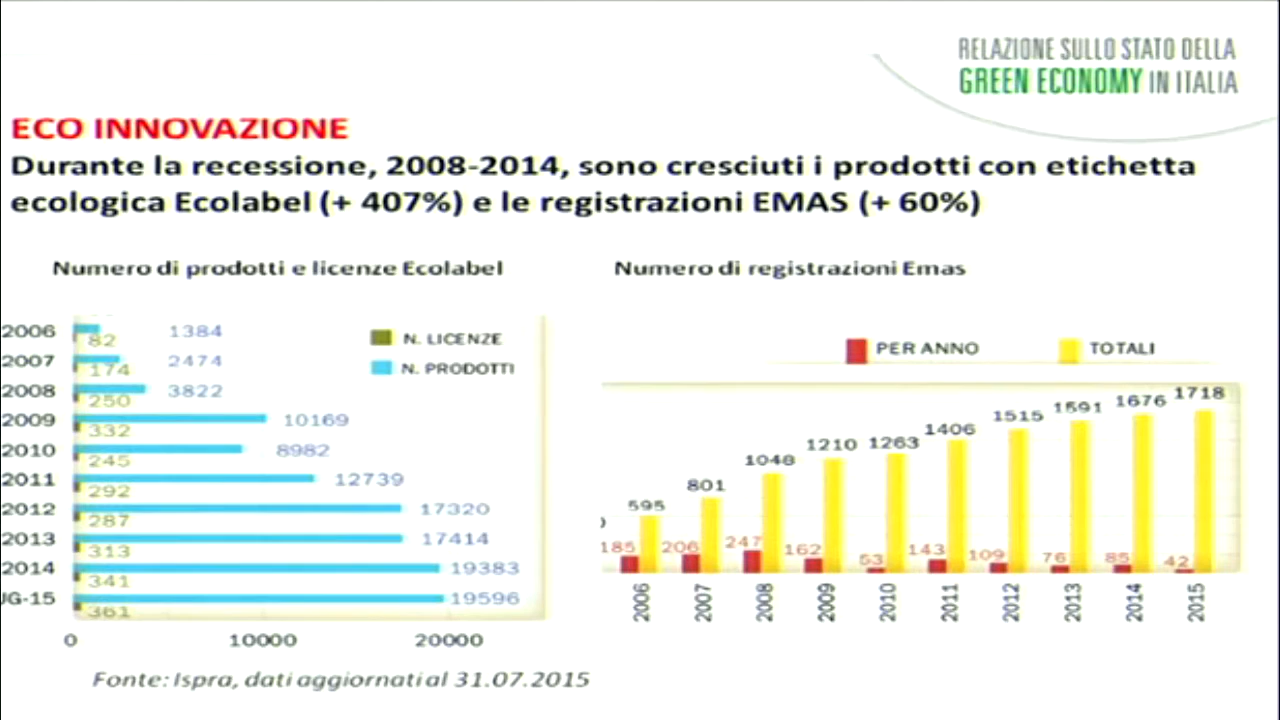 RELAZIONE SULLO STATO DELLA
GREEN ECONOMY IN ITALIA
ECO INNOVAZIONE
Durante la recessione, 2008-2014, sono cresciuti i prodotti con etichetta
ecologica Ecolabel (+ 407%) e le registrazioni EMAS (+ 60%)
Numero di prodotti e licenze Ecolabel
N. LICENZE
N. PRODOTTI
2006 1384
82
2007 2474
174
2008 3822
250
2009 10169
332
2010 8982
245
2011 12739
292
2012 17320
287
2013 17414
313
2014 19383
341
UG-15 19596
361
0 10000 20000
Fonte: Ispra, dati aggiornati al 31.07.2015
Numero di registrazioni Emas
PER ANNO TOTALI
595 801 1048 1210 1263 1406 1515 1591 1676 1718
185 206 247 162 53 143 109 76 85 42
2006 2007 2008 2009 2010 2011 2012 2013 2014 2015